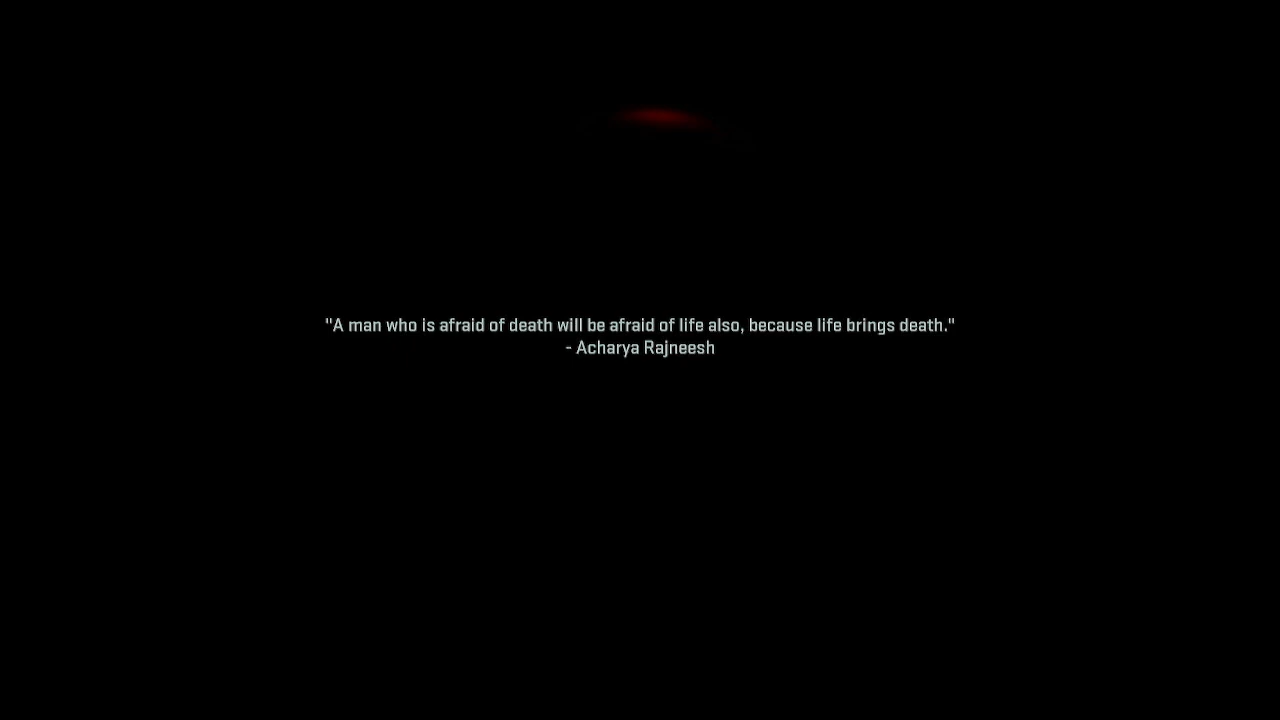 "A man who is afraid of death will be afraid of life also, because life brings death."
- Acharya Rajneesh